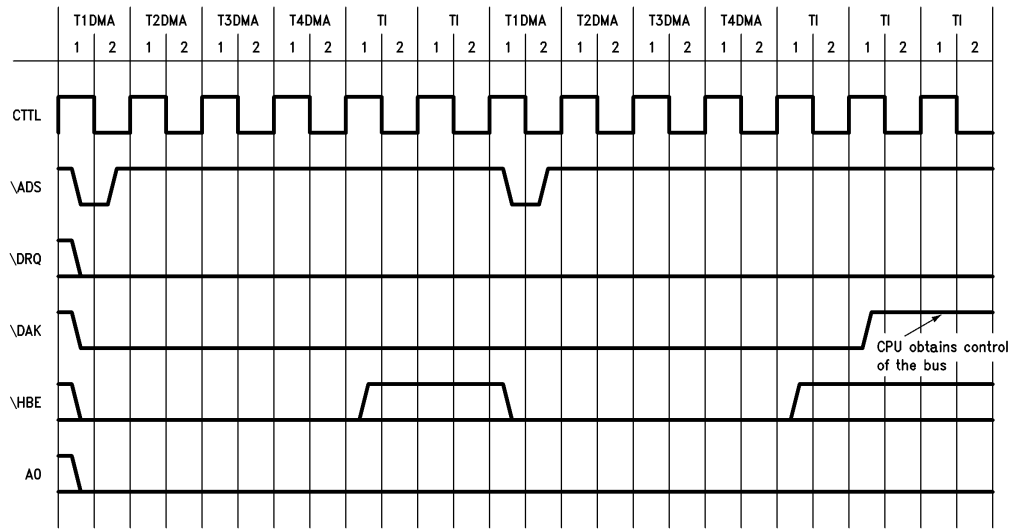 T1DMA T2DMA T3DMA T4DMA TI TI T1DMA T2DMA T3DMA T4DMA TI TI TI
1 2 1 2 1 2 1 2 1 2 1 2 1 2 1 2 1 2 1 2 1 2 1 2 1 2
CTTL
\ADS
\DRQ
\DAK
CPU obtains control
of the bus
\HBE
A0